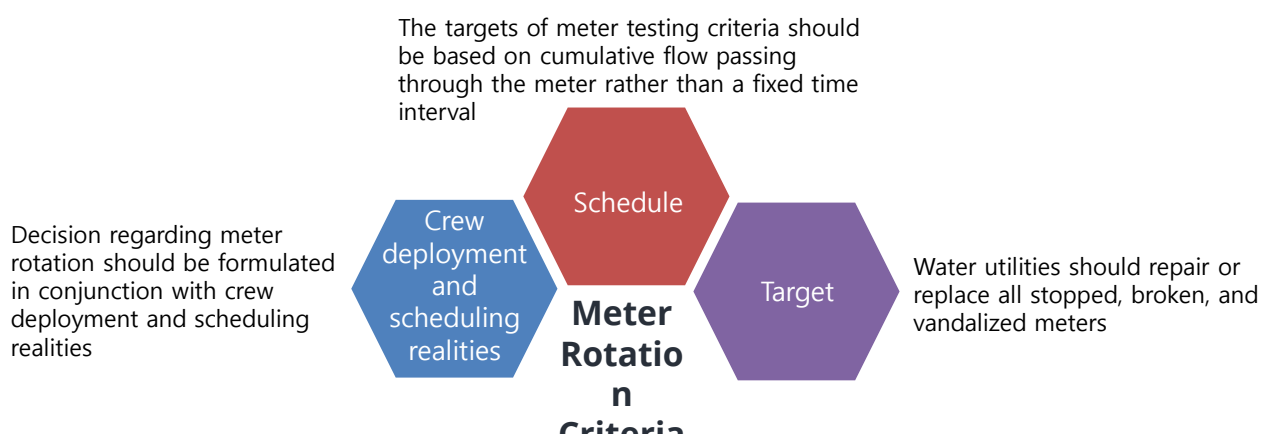 The targets of meter testing criteria should
be based on cumulative flow passing
through the meter rather than a fixed time
interval
Schedule
Crew
deployment
and
scheduling
realities
Decision regarding meter
rotation should be formulated
in conjunction with crew
deployment and scheduling
realities
Target
Water utilities should repair or
replace all stopped, broken, and
vandalized meters
Meter
Rotatio
n
Criteria